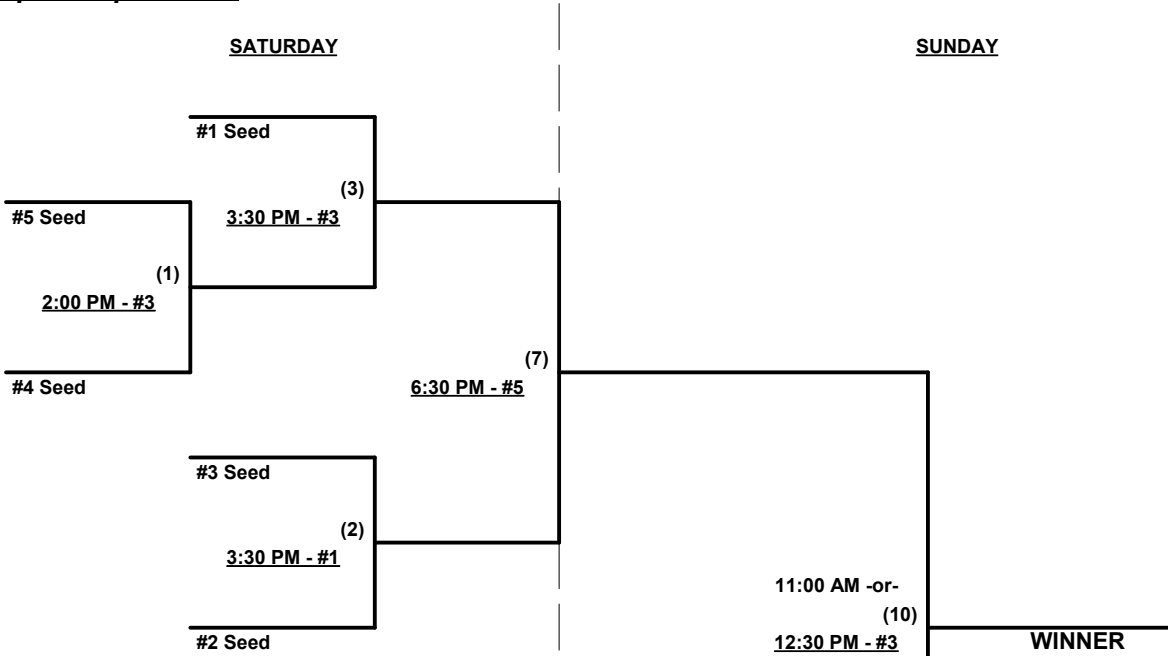 SATURDAY
SUNDAY
#1 Seed
(3)
3:30 PM - #3
#5 Seed
(1)
2:00 PM - #3
#4 Seed
(7)
6:30 PM - #5
#3 Seed
(2)
3:30 PM - #1
#2 Seed
11:00 AM -or-
(10)
12:30 PM - #3
WINNER